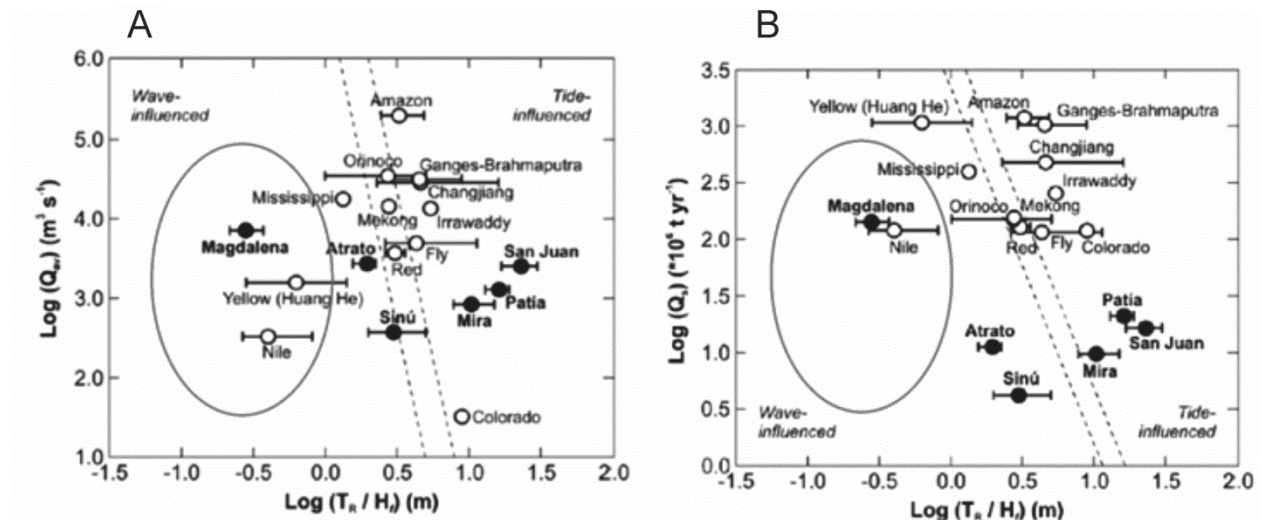 A
B
6.0
5.0
4.0
3.0
2.0
1.0
Log (Qav) (m³ s⁻¹)
Wave-
influenced
Tide-
influenced
Amazon
Orinoco
Ganges-Brahmaputra
Changjiang
Mississippi
Mekong
Irrawaddy
Magdalena
Atrato
Fly
Red
San Juan
Yellow (Huang He)
Patía
Mira
Sinú
Nile
Colorado
-1.5 -1.0 -0.5 0.0 0.5 1.0 1.5 2.0
Log (TR / Hf) (m)
3.5
3.0
2.5
2.0
1.5
1.0
0.5
0.0
Log (Qs) (*10⁶ t yr⁻¹)
Yellow (Huang He)
Amazon
Ganges-Brahmaputra
Changjiang
Mississippi
Irrawaddy
Magdalena
Orinoco
Mekong
Nile
Red
Fly
Colorado
Patía
Atrato
San Juan
Mira
Sinú
Wave-
influenced
Tide-
influenced
-1.5 -1.0 -0.5 0.0 0.5 1.0 1.5 2.0
Log (TR / Hf) (m)